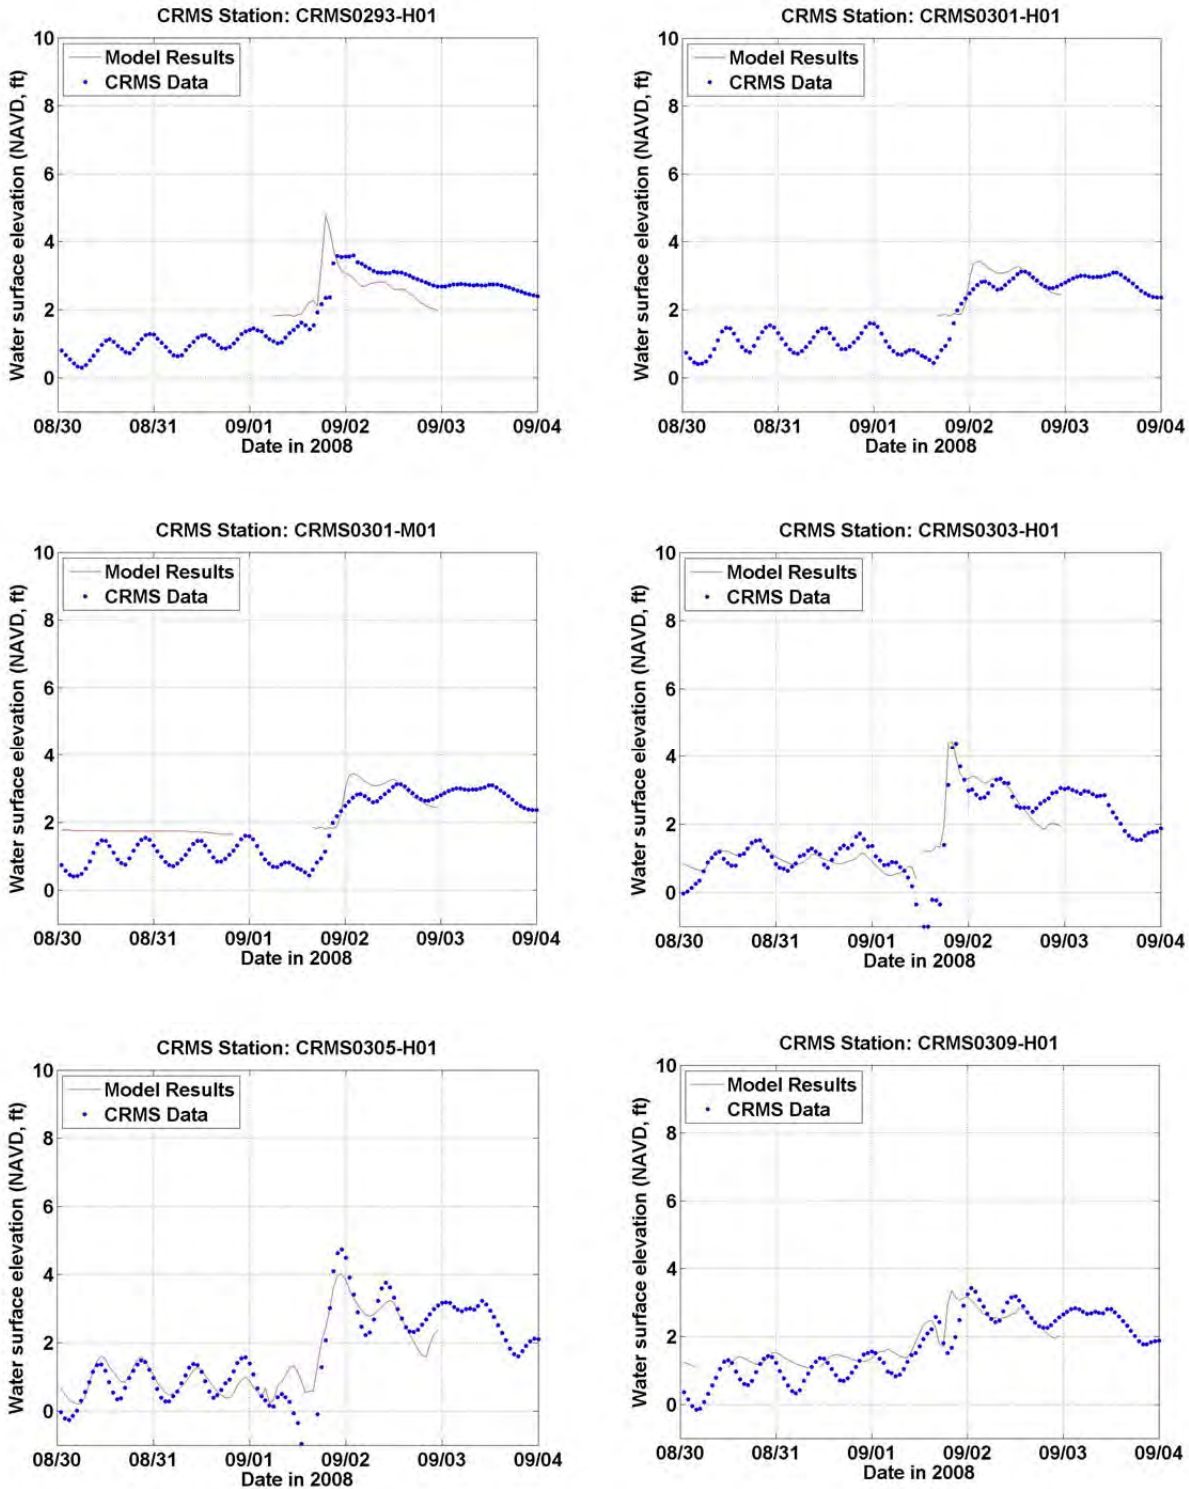 CRMS Station: CRMS0293-H01
Water surface elevation (NAVD, ft)
10
8
6
4
2
0
Model Results
CRMS Data
08/30
08/31
09/01
09/02
09/03
09/04
Date in 2008
CRMS Station: CRMS0301-H01
Water surface elevation (NAVD, ft)
10
8
6
4
2
0
Model Results
CRMS Data
08/30
08/31
09/01
09/02
09/03
09/04
Date in 2008
CRMS Station: CRMS0301-M01
Water surface elevation (NAVD, ft)
10
8
6
4
2
0
Model Results
CRMS Data
08/30
08/31
09/01
09/02
09/03
09/04
Date in 2008
CRMS Station: CRMS0303-H01
Water surface elevation (NAVD, ft)
10
8
6
4
2
0
Model Results
CRMS Data
08/30
08/31
09/01
09/02
09/03
09/04
Date in 2008
CRMS Station: CRMS0305-H01
Water surface elevation (NAVD, ft)
10
8
6
4
2
0
Model Results
CRMS Data
08/30
08/31
09/01
09/02
09/03
09/04
Date in 2008
CRMS Station: CRMS0309-H01
Water surface elevation (NAVD, ft)
10
8
6
4
2
0
Model Results
CRMS Data
08/30
08/31
09/01
09/02
09/03
09/04
Date in 2008